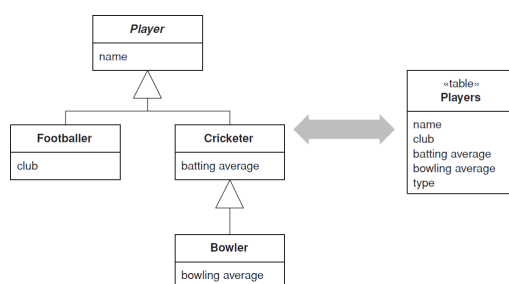 Player
name
Footballer
club
Cricketer
batting average
Bowler
bowling average
«table»
Players
name
club
batting average
bowling average
type